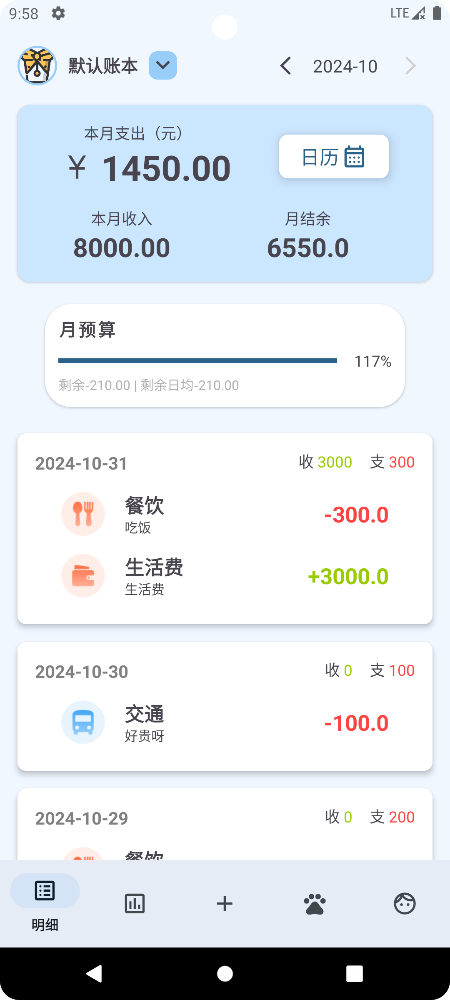 9:58 LTE
默认账本 2024-10
本月支出（元）
¥ 1450.00
日历
本月收入 月结余
8000.00 6550.0
月预算
117%
剩余-210.00 | 剩余日均-210.00
2024-10-31 收 3000 支 300
餐饮
吃饭
-300.0
生活费
生活费
+3000.0
2024-10-30 收 0 支 100
交通
好贵呀
-100.0
2024-10-29 收 0 支 200
餐饮
明细